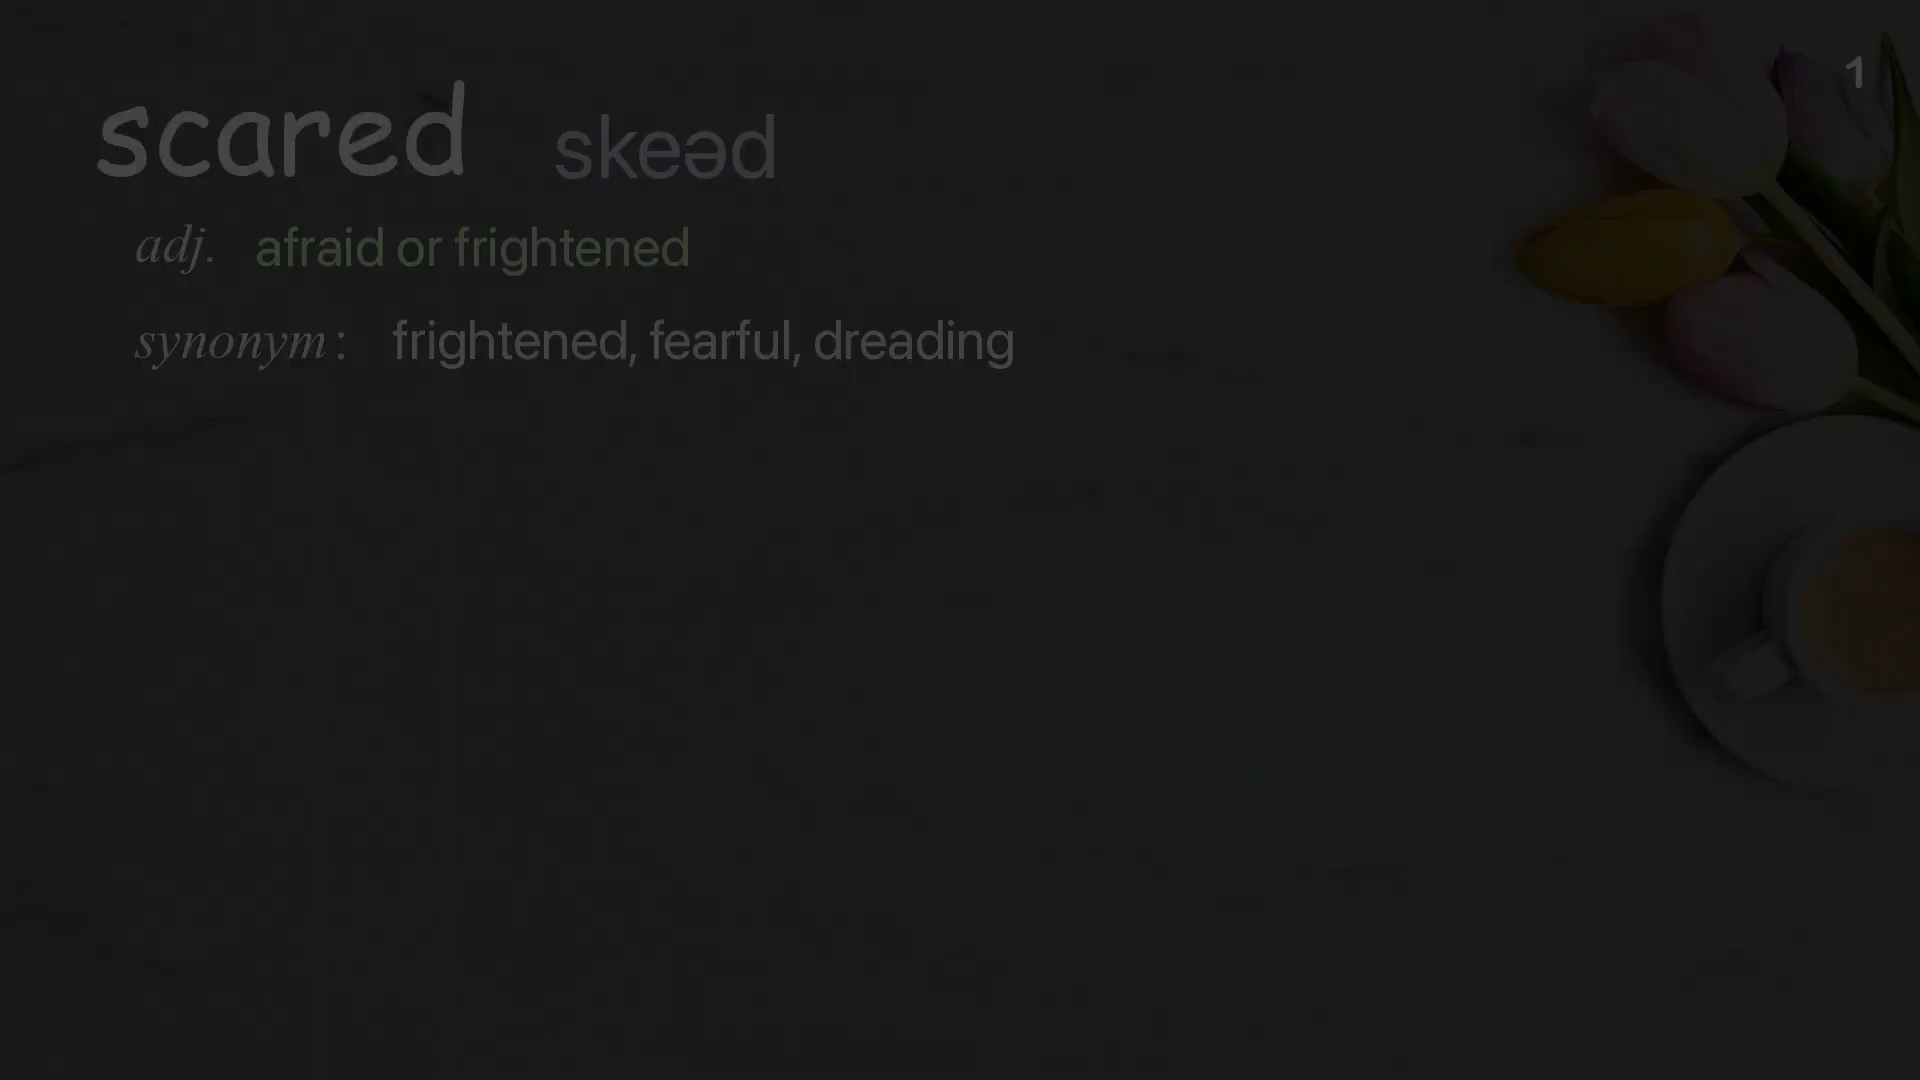 1
scared skeəd
adj. afraid or frightened
synonym : frightened, fearful, dreading